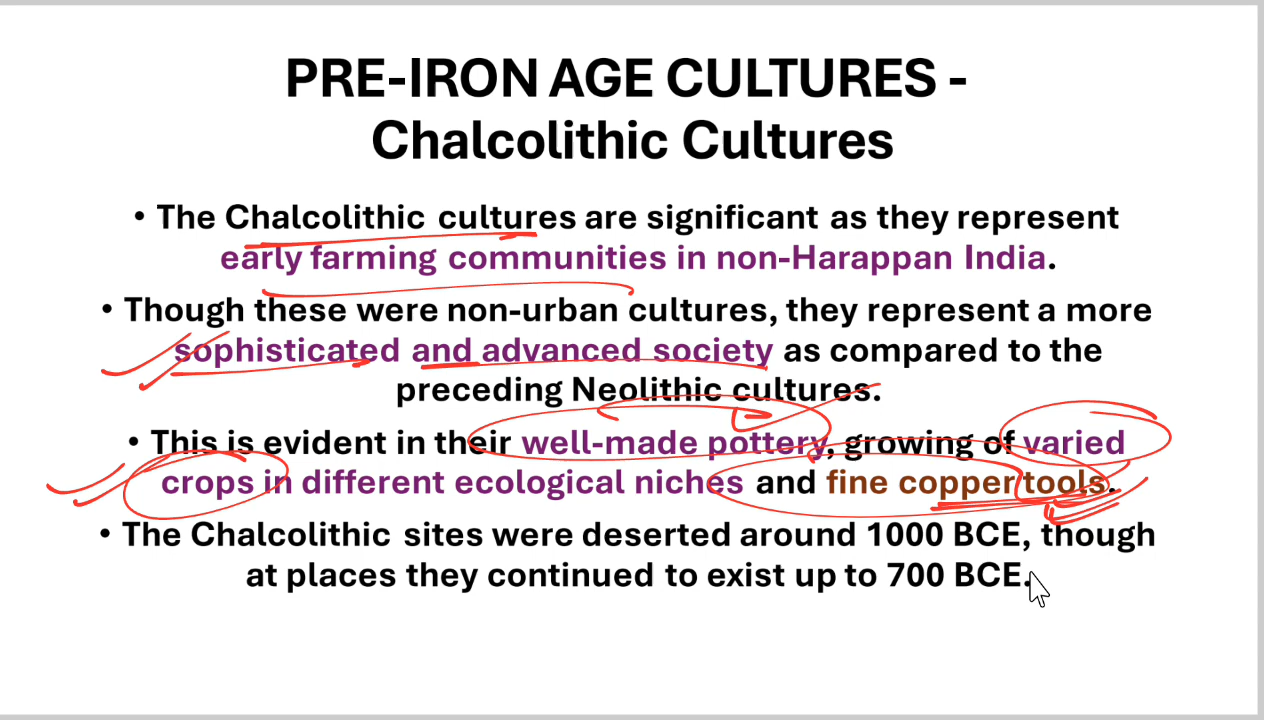 PRE-IRON AGE CULTURES -
Chalcolithic Cultures
• The Chalcolithic cultures are significant as they represent
early farming communities in non-Harappan India.
• Though these were non-urban cultures, they represent a more
sophisticated and advanced society as compared to the
preceding Neolithic cultures.
• This is evident in their well-made pottery, growing of varied
crops in different ecological niches and fine copper tools.
• The Chalcolithic sites were deserted around 1000 BCE, though
at places they continued to exist up to 700 BCE.